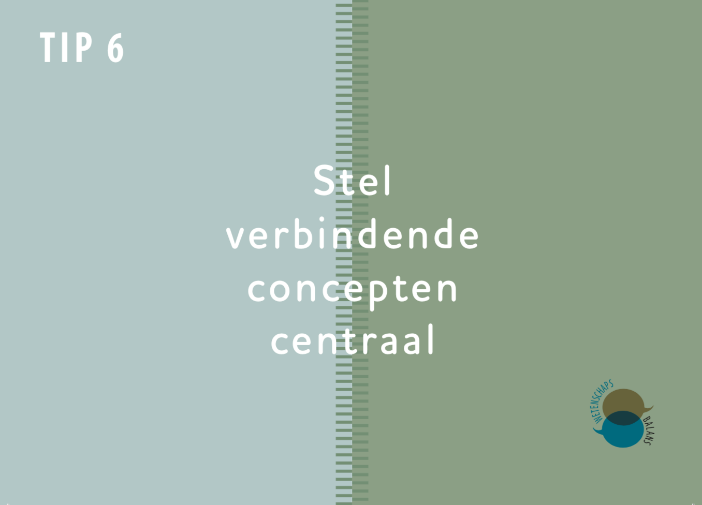 TIP 6
Stel
verbindende
concepten
centraal
WETENSCHAPS
BALANS